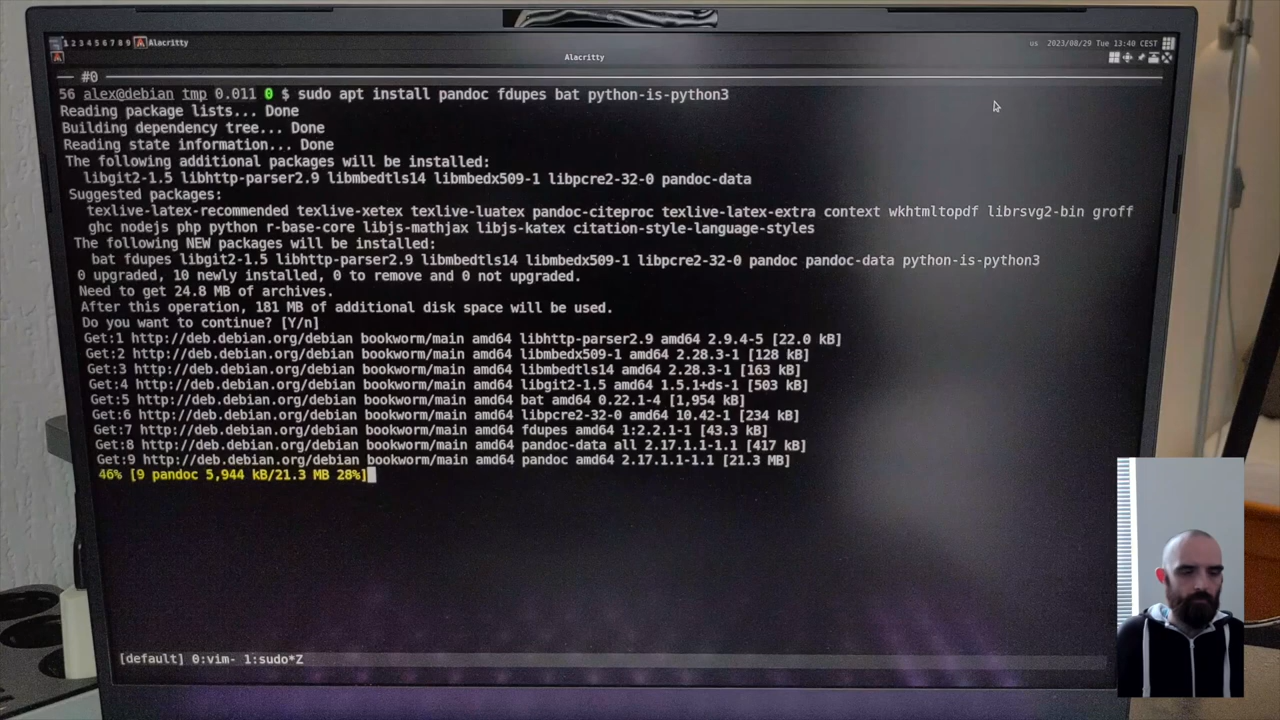 1 2 3 4 5 6 7 8 9 Alacritty
us 2023/08/29 Tue 13:40 CEST
Alacritty
#0
56 alex@debian tmp 0.011 0 $ sudo apt install pandoc fdupes bat python-is-python3
Reading package lists... Done
Building dependency tree... Done
Reading state information... Done
The following additional packages will be installed:
libgit2-1.5 libhttp-parser2.9 libmbedtls14 libmbedx509-1 libpcre2-32-0 pandoc-data
Suggested packages:
texlive-latex-recommended texlive-xetex texlive-luatex pandoc-citeproc texlive-latex-extra context wkhtmltopdf librsvg2-bin groff
ghc nodejs php python r-base-core libjs-mathjax libjs-katex citation-style-language-styles
The following NEW packages will be installed:
bat fdupes libgit2-1.5 libhttp-parser2.9 libmbedtls14 libmbedx509-1 libpcre2-32-0 pandoc pandoc-data python-is-python3
0 upgraded, 10 newly installed, 0 to remove and 0 not upgraded.
Need to get 24.8 MB of archives.
After this operation, 181 MB of additional disk space will be used.
Do you want to continue? [Y/n]
Get:1 http://deb.debian.org/debian bookworm/main amd64 libhttp-parser2.9 amd64 2.9.4-5 [22.0 kB]
Get:2 http://deb.debian.org/debian bookworm/main amd64 libmbedx509-1 amd64 2.28.3-1 [128 kB]
Get:3 http://deb.debian.org/debian bookworm/main amd64 libmbedtls14 amd64 2.28.3-1 [163 kB]
Get:4 http://deb.debian.org/debian bookworm/main amd64 libgit2-1.5 amd64 1.5.1+ds-1 [503 kB]
Get:5 http://deb.debian.org/debian bookworm/main amd64 bat amd64 0.22.1-4 [1,954 kB]
Get:6 http://deb.debian.org/debian bookworm/main amd64 libpcre2-32-0 amd64 10.42-1 [234 kB]
Get:7 http://deb.debian.org/debian bookworm/main amd64 fdupes amd64 1:2.2.1-1 [43.3 kB]
Get:8 http://deb.debian.org/debian bookworm/main amd64 pandoc-data all 2.17.1.1-1.1 [417 kB]
Get:9 http://deb.debian.org/debian bookworm/main amd64 pandoc amd64 2.17.1.1-1.1 [21.3 MB]
46% [9 pandoc 5,944 kB/21.3 MB 28%]
[default] 0:vim- 1:sudo*Z